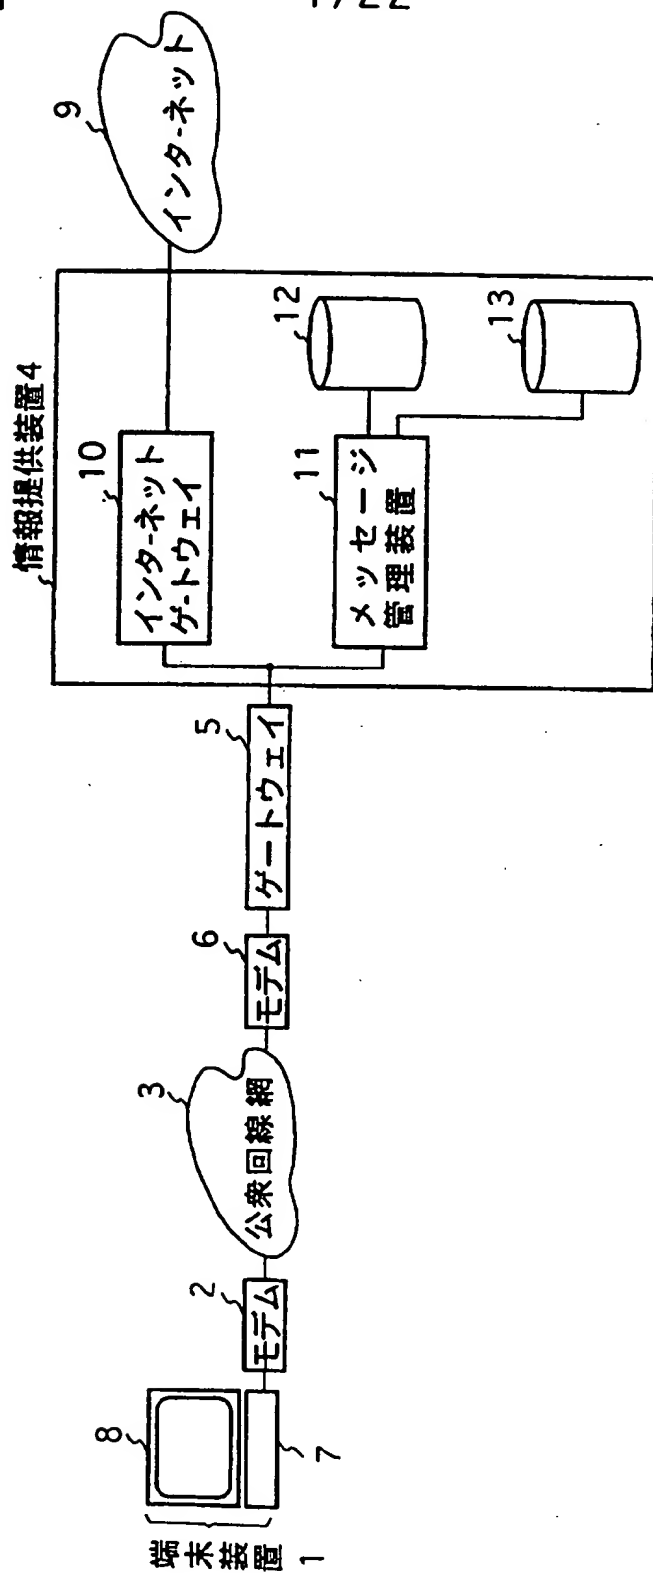 1/22
端末装置
1
8
7
2
モデム
3
公衆回線網
6
モデム
5
ゲートウェイ
情報提供装置4
10
インターネット
ゲートウェイ
11
メッセージ
管理装置
12
13
9
インターネット